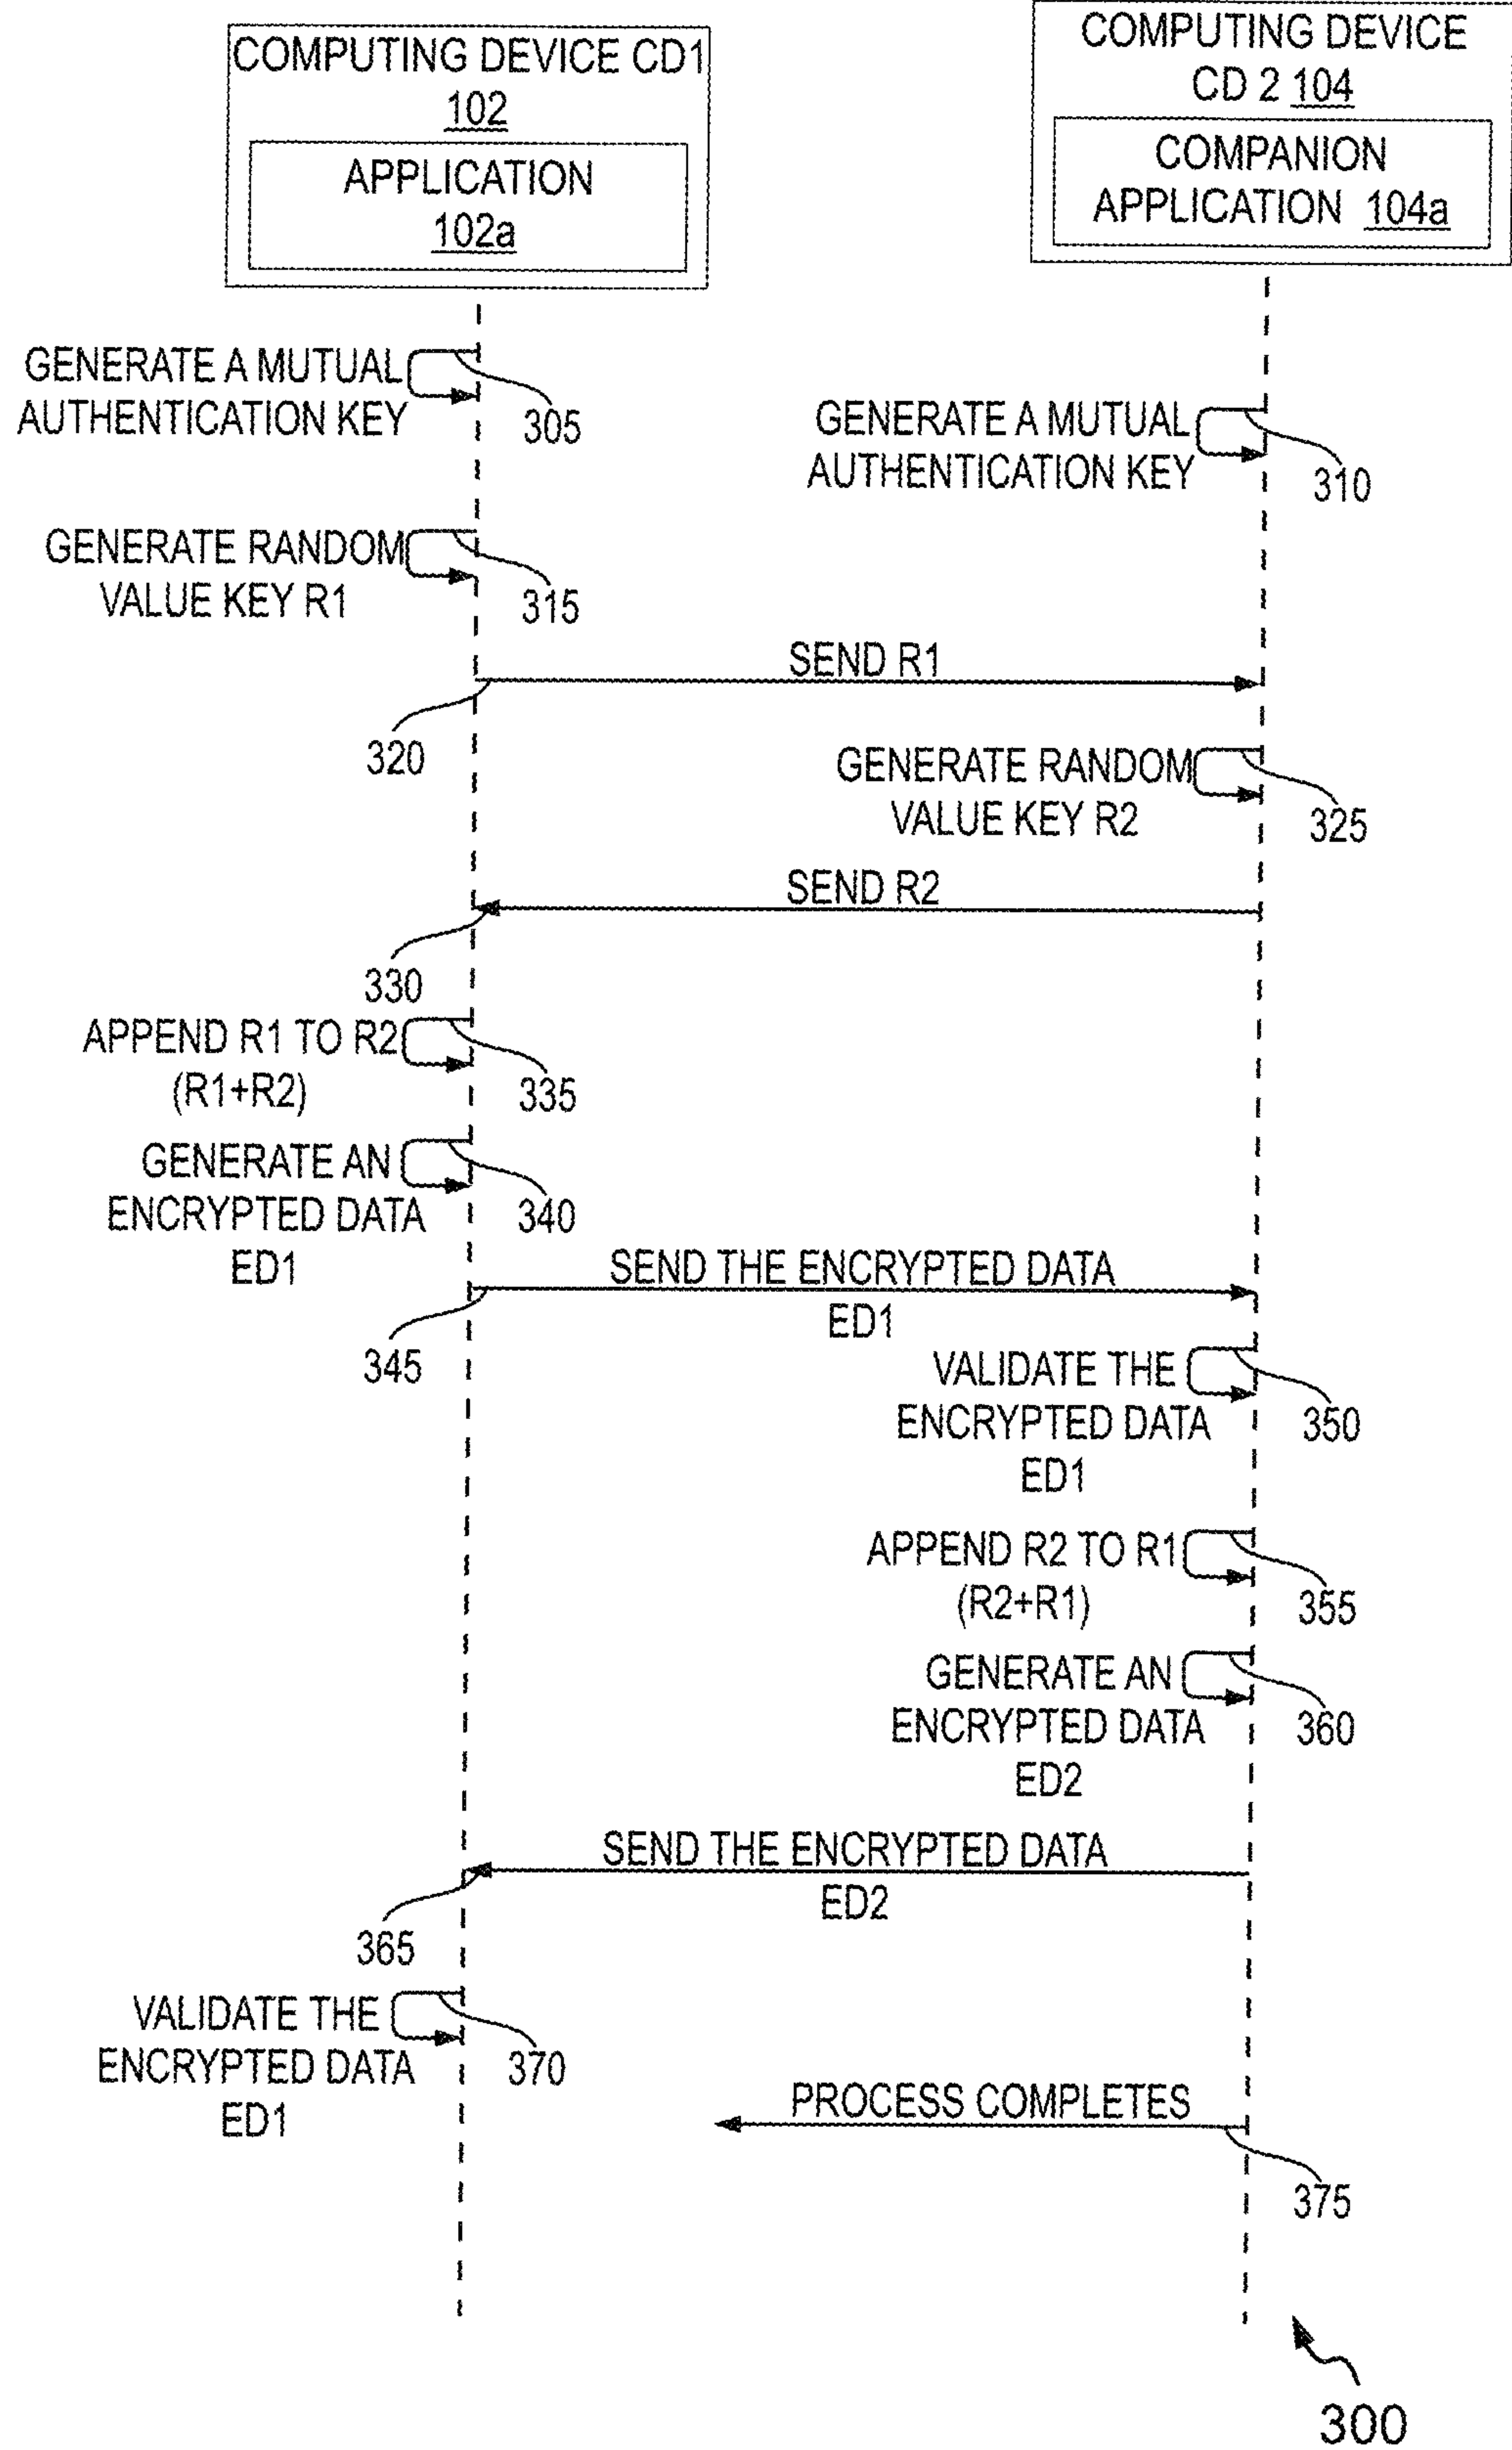 COMPUTING DEVICE CD1
102
APPLICATION
102a
COMPUTING DEVICE
CD 2 104
COMPANION
APPLICATION 104a
GENERATE A MUTUAL
AUTHENTICATION KEY
305
GENERATE A MUTUAL
AUTHENTICATION KEY
310
GENERATE RANDOM
VALUE KEY R1
315
SEND R1
320
GENERATE RANDOM
VALUE KEY R2
325
SEND R2
330
APPEND R1 TO R2
(R1+R2)
335
GENERATE AN
ENCRYPTED DATA
ED1
340
SEND THE ENCRYPTED DATA
ED1
345
VALIDATE THE
ENCRYPTED DATA
ED1
350
APPEND R2 TO R1
(R2+R1)
355
GENERATE AN
ENCRYPTED DATA
ED2
360
SEND THE ENCRYPTED DATA
ED2
365
VALIDATE THE
ENCRYPTED DATA
ED1
370
PROCESS COMPLETES
375
300